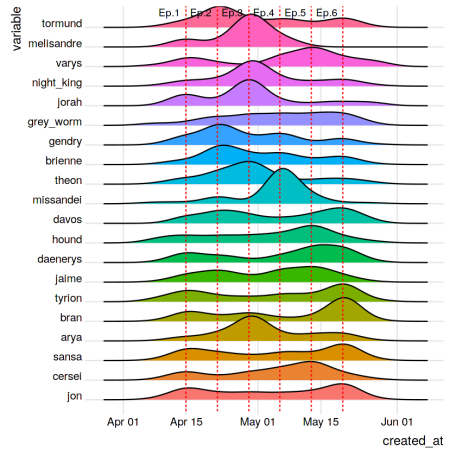 variable
Ep.1 Ep.2 Ep.3 Ep.4 Ep.5 Ep.6
tormund
melisandre
varys
night_king
jorah
grey_worm
gendry
brienne
theon
missandei
davos
hound
daenerys
jaime
tyrion
bran
arya
sansa
cersei
jon
Apr 01 Apr 15 May 01 May 15 Jun 01
created_at